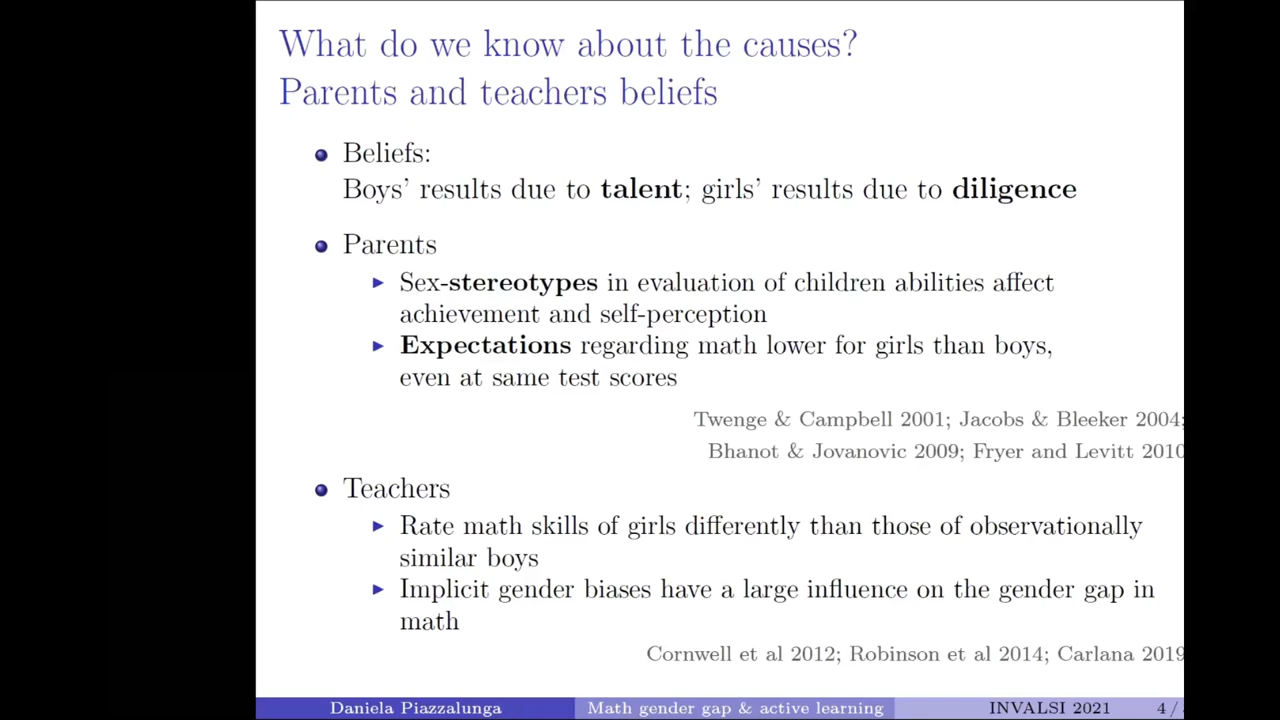 What do we know about the causes?
Parents and teachers beliefs
Beliefs:
Boys' results due to talent; girls' results due to diligence
Parents
Sex-stereotypes in evaluation of children abilities affect
achievement and self-perception
Expectations regarding math lower for girls than boys,
even at same test scores
Twenge & Campbell 2001; Jacobs & Bleeker 2004;
Bhanot & Jovanovic 2009; Fryer and Levitt 2010
Teachers
Rate math skills of girls differently than those of observationally
similar boys
Implicit gender biases have a large influence on the gender gap in
math
Cornwell et al 2012; Robinson et al 2014; Carlana 2019
Daniela Piazzalunga Math gender gap & active learning INVALSI 2021 4 /